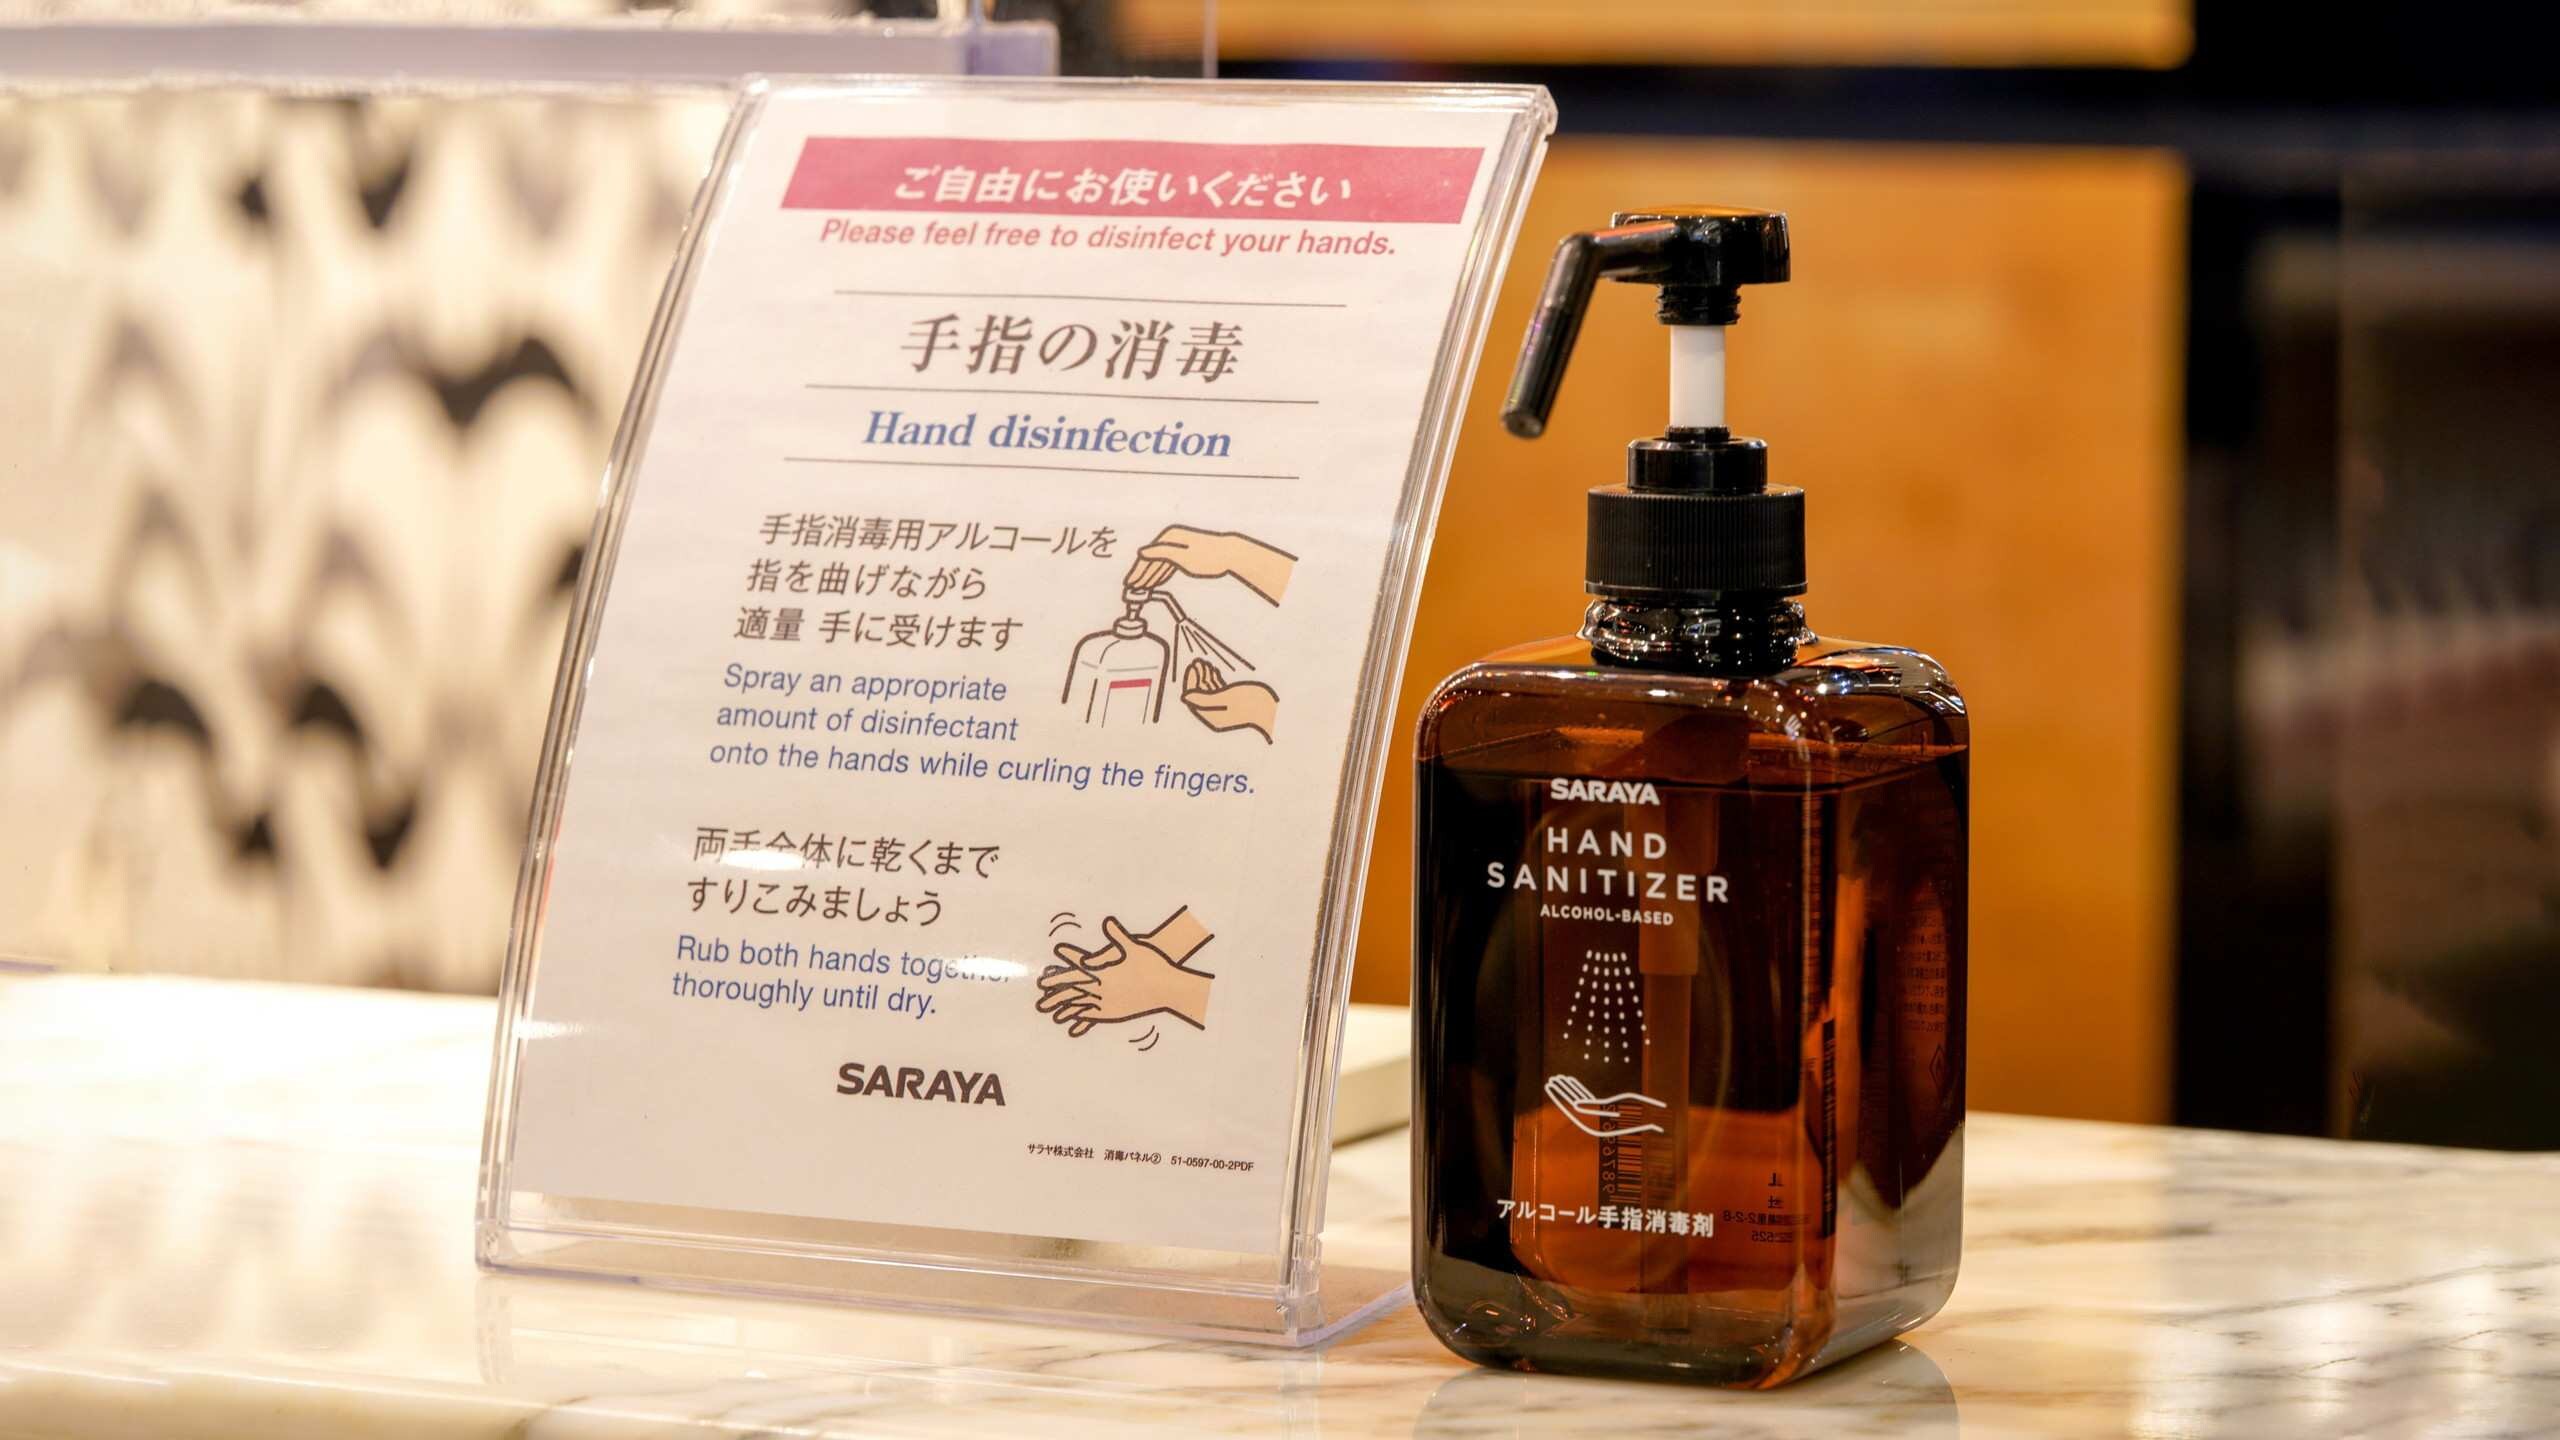 ご自由にお使いください
Please feel free to disinfect your hands.
手指の消毒
Hand disinfection
手指消毒用アルコールを
指を曲げながら
適量 手に受けます
Spray an appropriate
amount of disinfectant
onto the hands while curling the fingers.
両手全体に乾くまで
すりこみましょう
Rub both hands together
thoroughly until dry.
SARAYA
サラヤ株式会社 消毒パネル② 51-0597-00-2PDF
SARAYA
HAND
SANITIZER
ALCOHOL-BASED
アルコール手指消毒剤